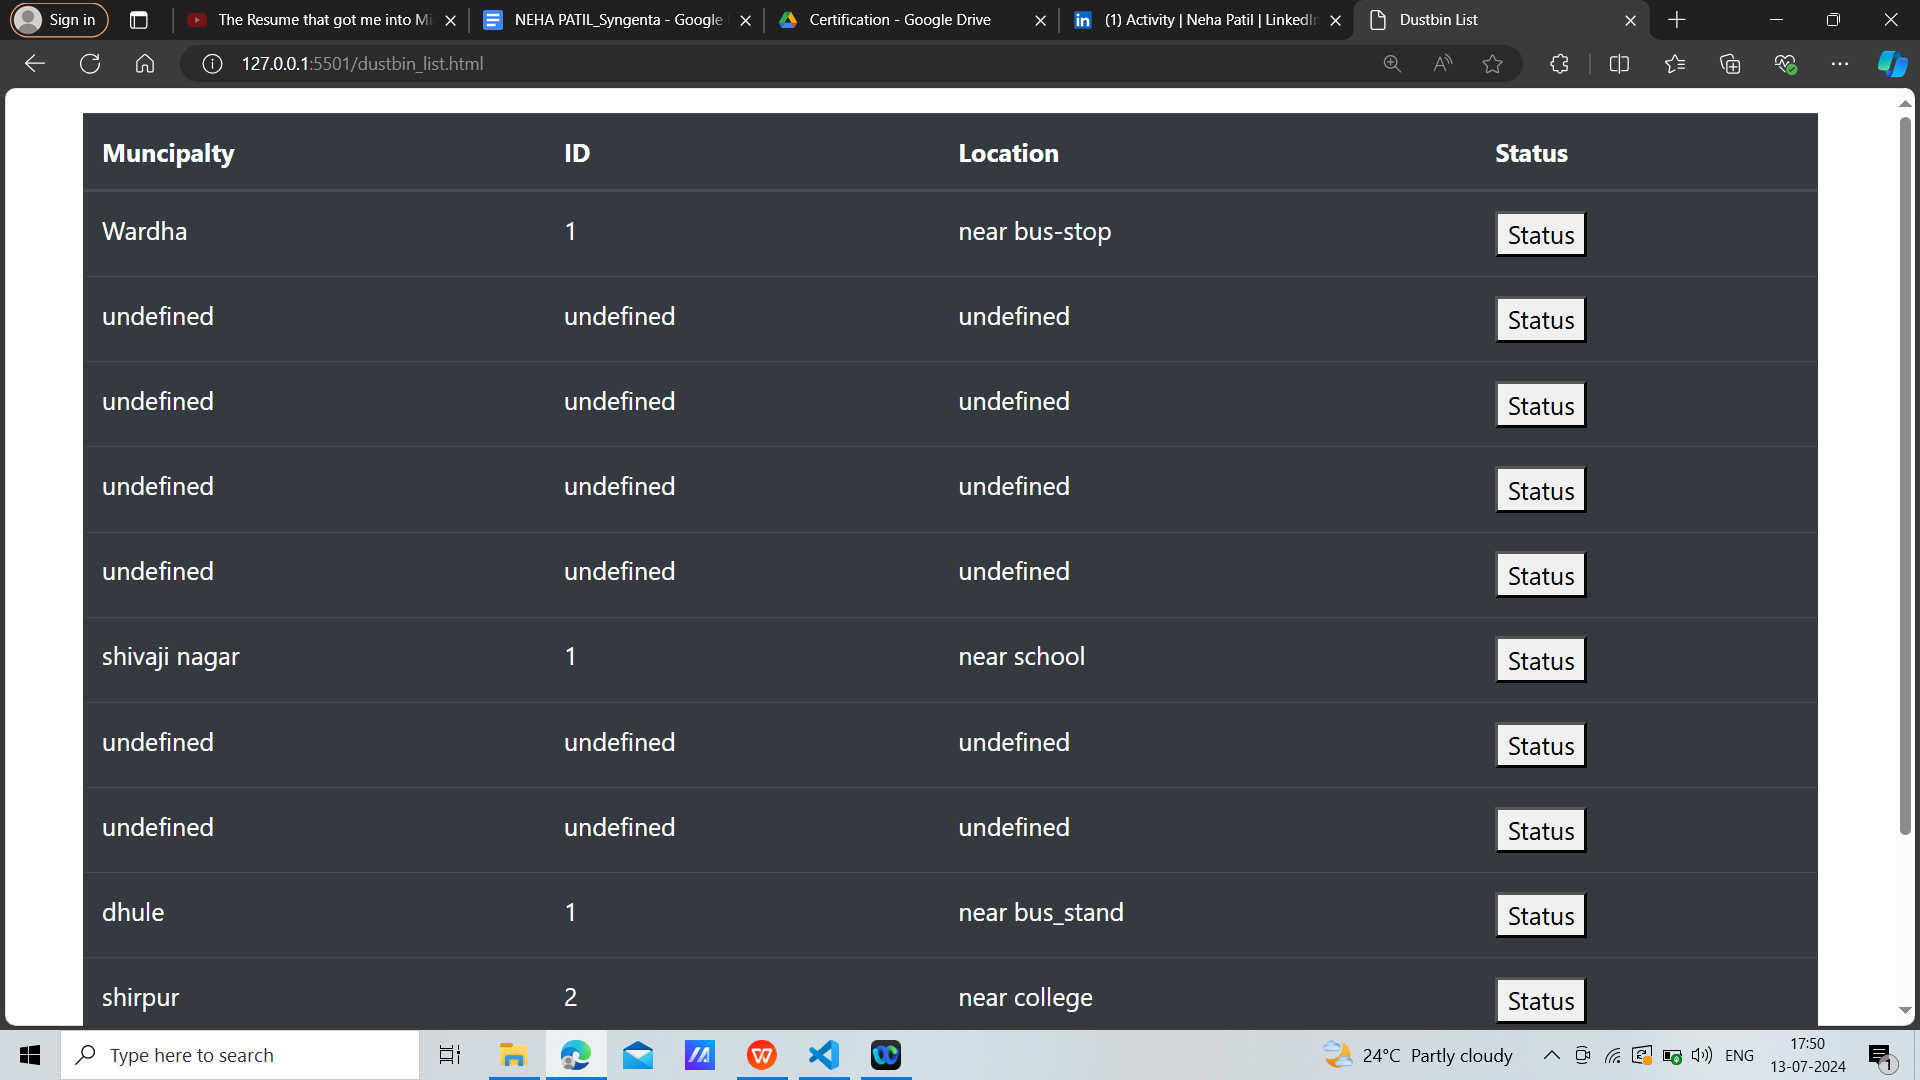 Sign in
The Resume that got me into Mi
NEHA PATIL_Syngenta - Google
Certification - Google Drive
(1) Activity | Neha Patil | LinkedIn
Dustbin List
127.0.0.1:5501/dustbin_list.html
Muncipalty ID Location Status
Wardha 1 near bus-stop Status
undefined undefined undefined Status
undefined undefined undefined Status
undefined undefined undefined Status
undefined undefined undefined Status
shivaji nagar 1 near school Status
undefined undefined undefined Status
undefined undefined undefined Status
dhule 1 near bus_stand Status
shirpur 2 near college Status
Type here to search
24°C Partly cloudy
ENG
17:50
13-07-2024
1